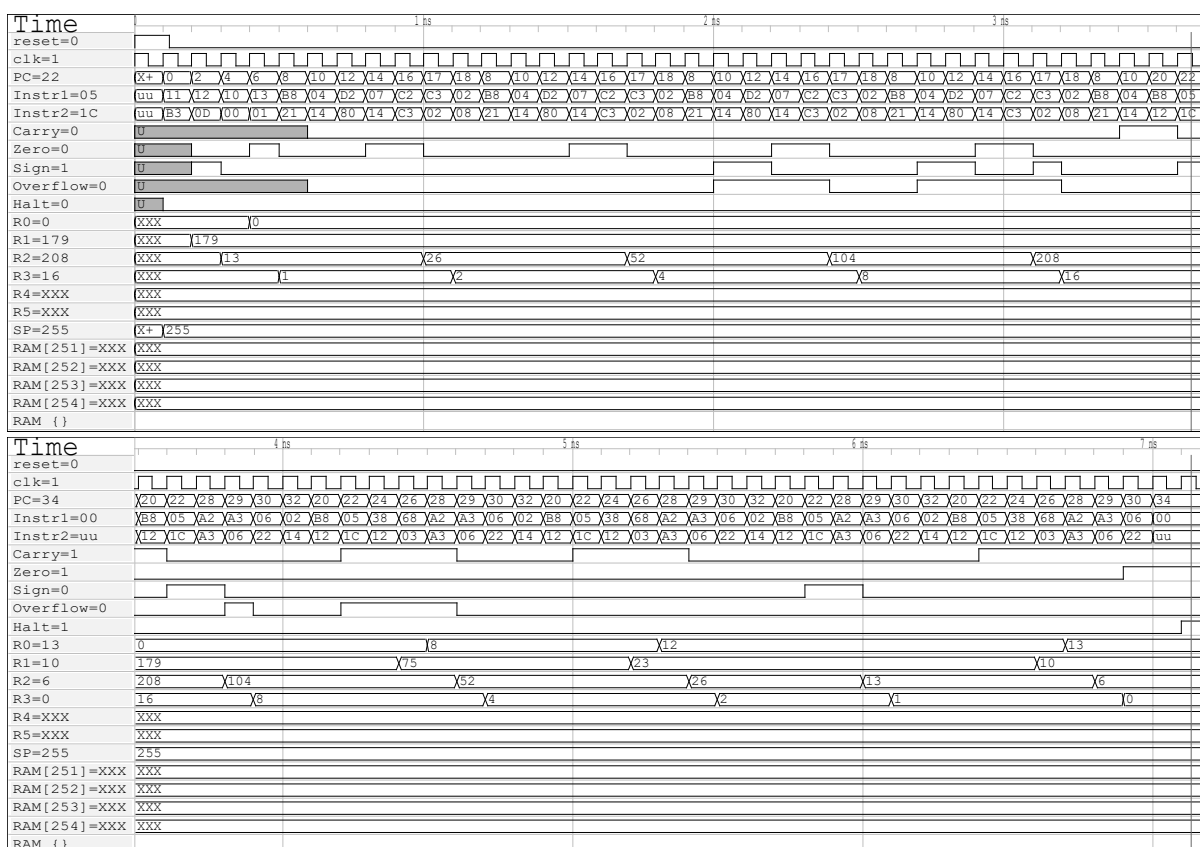 Time 0 1 ns 2 ns 3 ns
reset=0
clk=1
PC=22 X+ 0 2 4 6 8 10 12 14 16 17 18 8 10 12 14 16 17 18 8 10 12 14 16 17 18 8 10 12 14 16 17 18 8 10 20 22
Instr1=05 uu 11 12 10 13 B8 04 D2 07 C2 C3 02 B8 04 D2 07 C2 C3 02 B8 04 D2 07 C2 C3 02 B8 04 D2 07 C2 C3 02 B8 04 B8 05
Instr2=1C uu B3 0D 00 01 21 14 80 14 C3 02 08 21 14 80 14 C3 02 08 21 14 80 14 C3 02 08 21 14 80 14 C3 02 08 21 14 12 1C
Carry=0 U
Zero=0 U
Sign=1 U
Overflow=0 U
Halt=0 U
R0=0 XXX 0
R1=179 XXX 179
R2=208 XXX 13 26 52 104 208
R3=16 XXX 1 2 4 8 16
R4=XXX XXX
R5=XXX XXX
SP=255 X+ 255
RAM[251]=XXX XXX
RAM[252]=XXX XXX
RAM[253]=XXX XXX
RAM[254]=XXX XXX
RAM {}
Time 4 ns 5 ns 6 ns 7 ns
reset=0
clk=1
PC=34 20 22 28 29 30 32 20 22 24 26 28 29 30 32 20 22 24 26 28 29 30 32 20 22 28 29 30 32 20 22 24 26 28 29 30 34
Instr1=00 B8 05 A2 A3 06 02 B8 05 38 68 A2 A3 06 02 B8 05 38 68 A2 A3 06 02 B8 05 A2 A3 06 02 B8 05 38 68 A2 A3 06 00
Instr2=uu 12 1C A3 06 22 14 12 1C 12 03 A3 06 22 14 12 1C 12 03 A3 06 22 14 12 1C A3 06 22 14 12 1C 12 03 A3 06 22 uu
Carry=1
Zero=1
Sign=0
Overflow=0
Halt=1
R0=13 0 8 12 13
R1=10 179 75 23 10
R2=6 208 104 52 26 13 6
R3=0 16 8 4 2 1 0
R4=XXX XXX
R5=XXX XXX
SP=255 255
RAM[251]=XXX XXX
RAM[252]=XXX XXX
RAM[253]=XXX XXX
RAM[254]=XXX XXX
RAM {}